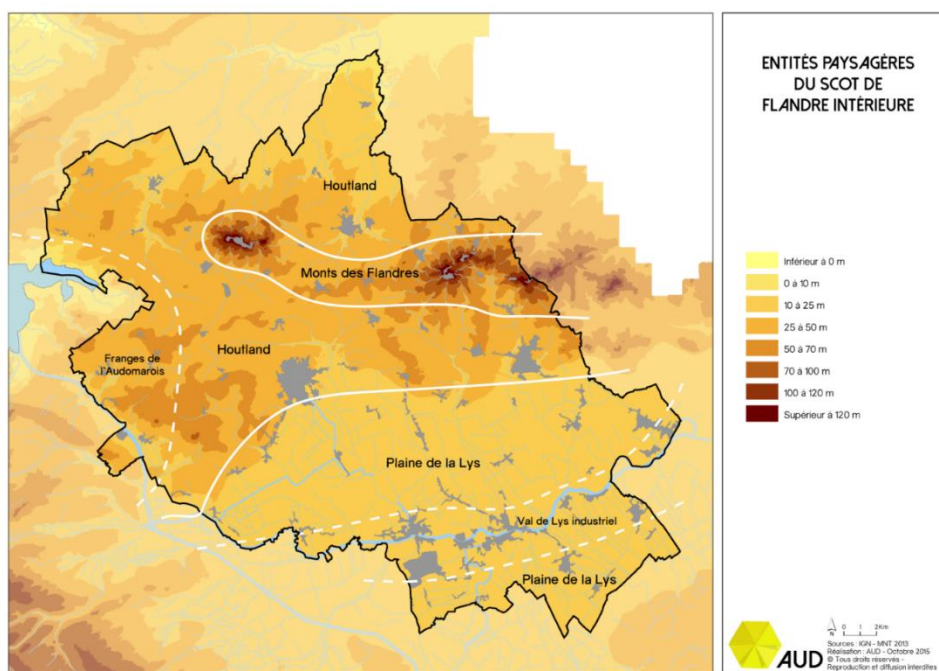 ENTITÉS PAYSAGÈRES
DU SCOT DE
FLANDRE INTÉRIEURE
Houtland
Monts des Flandres
Houtland
Franges de
l'Audomarois
Plaine de la Lys
Val de Lys industriel
Plaine de la Lys
Inférieur à 0 m
0 à 10 m
10 à 25 m
25 à 50 m
50 à 70 m
70 à 100 m
100 à 120 m
Supérieur à 120 m
N
0 1 2Km
AUD
Sources : IGN - MNT 2013
Réalisation : AUD - Octobre 2015
© Tous droits réservés -
Reproduction et diffusion interdites